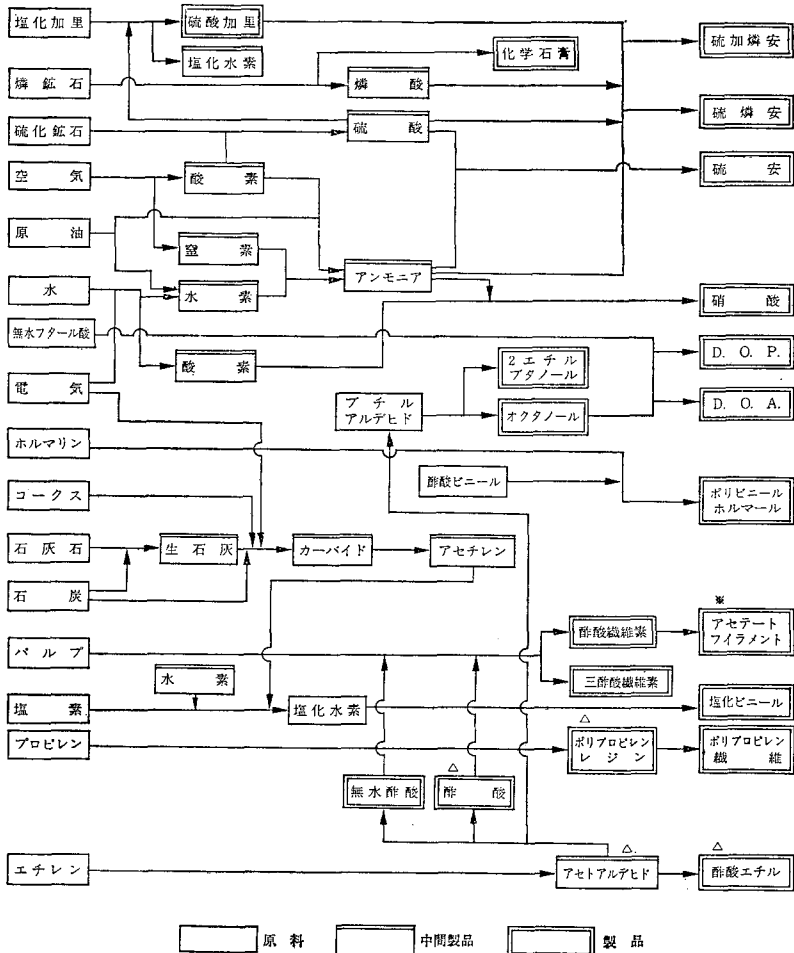 塩化加里
硫酸加里
塩化水素
化学石膏
硫加燐安
燐鉱石
燐酸
硫燐安
硫化鉱石
硫酸
硫安
空気
酸素
原油
窒素
水素
アンモニア
水
硝酸
無水フタール酸
酸素
2エチル
ブタノール
D. O. P.
電気
ブチル
アルデヒド
オクタノール
D. O. A.
ホルマリン
酢酸ビニール
ポリビニール
ホルマール
コークス
石灰石
生石灰
カーバイド
アセチレン
石炭
※
パルプ
酢酸繊維素
アセテート
フイラメント
水素
三酢酸繊維素
塩素
塩化水素
塩化ビニール
△
プロピレン
ポリプロピレン
レジン
ポリプロピレン
繊維
無水酢酸
△
酢酸
エチレン
△
アセトアルデヒド
△
酢酸エチル
原料
中間製品
製品